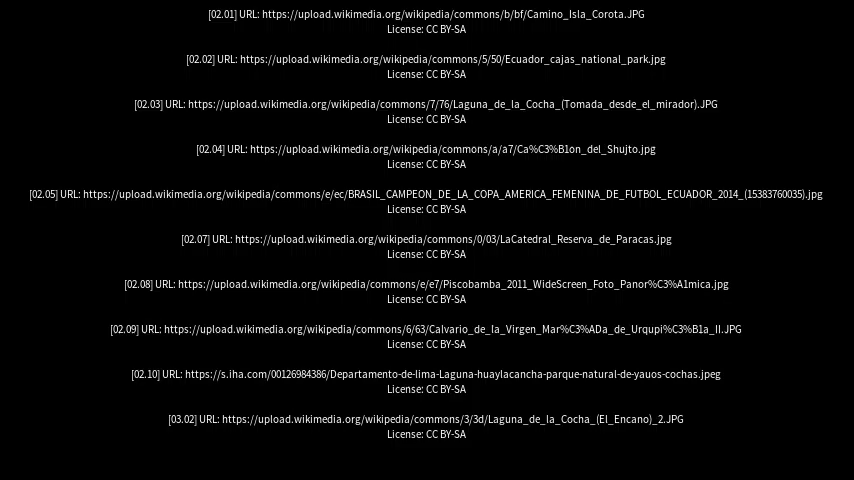 [02.01] URL: https://upload.wikimedia.org/wikipedia/commons/b/bf/Camino_Isla_Corota.JPG
License: CC BY-SA
[02.02] URL: https://upload.wikimedia.org/wikipedia/commons/5/50/Ecuador_cajas_national_park.jpg
License: CC BY-SA
[02.03] URL: https://upload.wikimedia.org/wikipedia/commons/7/76/Laguna_de_la_Cocha_(Tomada_desde_el_mirador).JPG
License: CC BY-SA
[02.04] URL: https://upload.wikimedia.org/wikipedia/commons/a/a7/Ca%C3%B1on_del_Shujto.jpg
License: CC BY-SA
[02.05] URL: https://upload.wikimedia.org/wikipedia/commons/e/ec/BRASIL_CAMPEON_DE_LA_COPA_AMERICA_FEMENINA_DE_FUTBOL_ECUADOR_2014_(15383760035).jpg
License: CC BY-SA
[02.07] URL: https://upload.wikimedia.org/wikipedia/commons/0/03/LaCatedral_Reserva_de_Paracas.jpg
License: CC BY-SA
[02.08] URL: https://upload.wikimedia.org/wikipedia/commons/e/e7/Piscobamba_2011_WideScreen_Foto_Panor%C3%A1mica.jpg
License: CC BY-SA
[02.09] URL: https://upload.wikimedia.org/wikipedia/commons/6/63/Calvario_de_la_Virgen_Mar%C3%ADa_de_Urqupi%C3%B1a_II.JPG
License: CC BY-SA
[02.10] URL: https://s.iha.com/00126984386/Departamento-de-lima-Laguna-huaylacancha-parque-natural-de-yauos-cochas.jpeg
License: CC BY-SA
[03.02] URL: https://upload.wikimedia.org/wikipedia/commons/3/3d/Laguna_de_la_Cocha_(El_Encano)_2.JPG
License: CC BY-SA